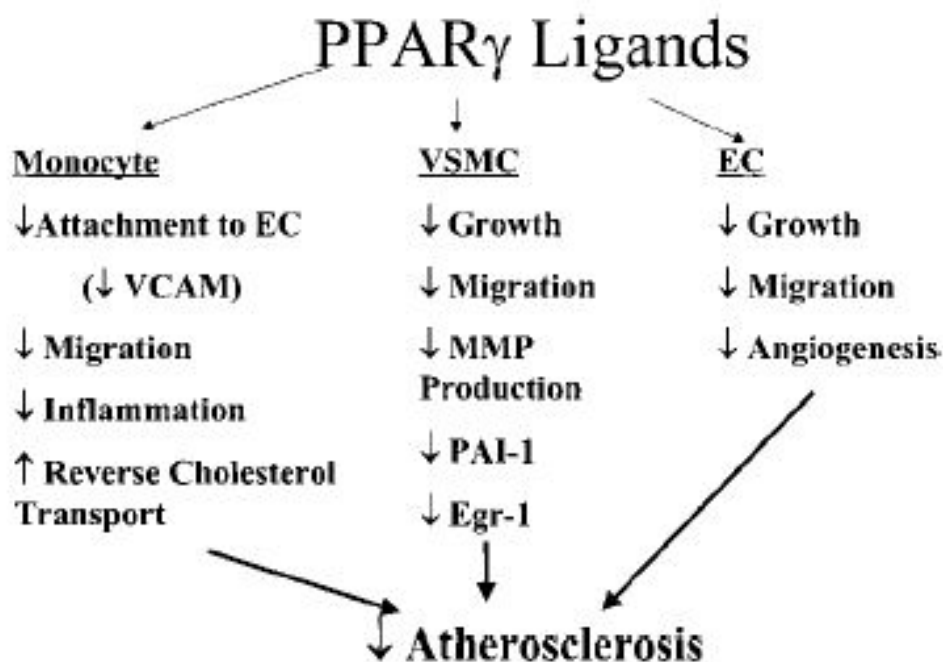 PPARγ Ligands
Monocyte
↓Attachment to EC
(↓ VCAM)
↓ Migration
↓ Inflammation
↑ Reverse Cholesterol
Transport
VSMC
↓ Growth
↓ Migration
↓ MMP
Production
↓ PAI-1
↓ Egr-1
EC
↓ Growth
↓ Migration
↓ Angiogenesis
↓ Atherosclerosis